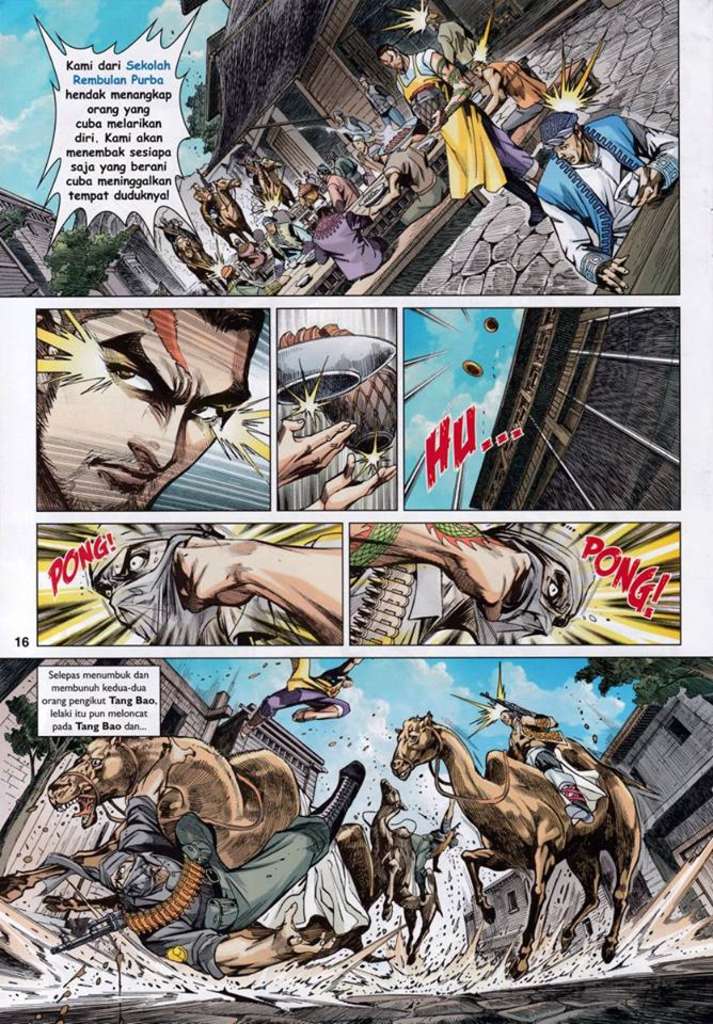 Kami dari Sekolah
Rembulan Purba
hendak menangkap
orang yang
cuba melarikan
diri. Kami akan
menembak sesiapa
saja yang berani
cuba meninggalkan
tempat duduknya!
HU...
PONG!
PONG!
16
Selepas menumbuk dan
membunuh kedua-dua
orang pengikut Tang Bao,
lelaki itu pun meloncat
pada Tang Bao dan...